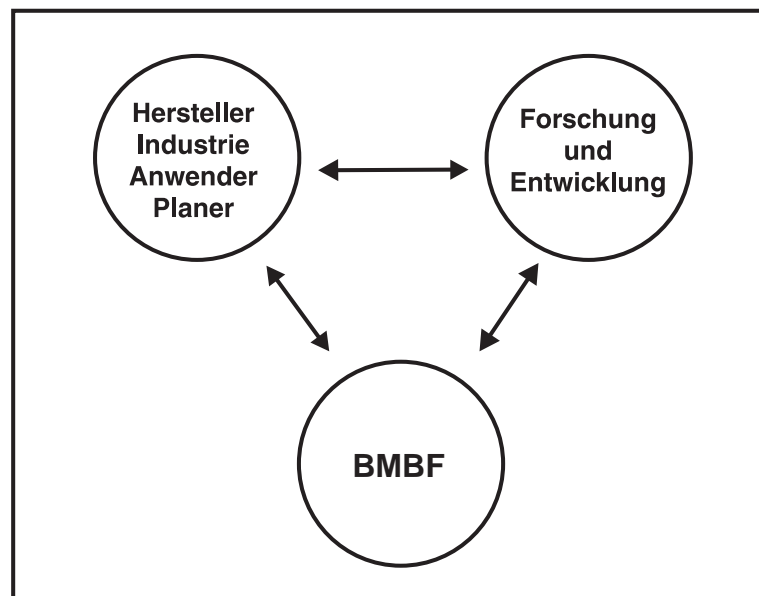 Hersteller
Industrie
Anwender
Planer
Forschung
und
Entwicklung
BMBF